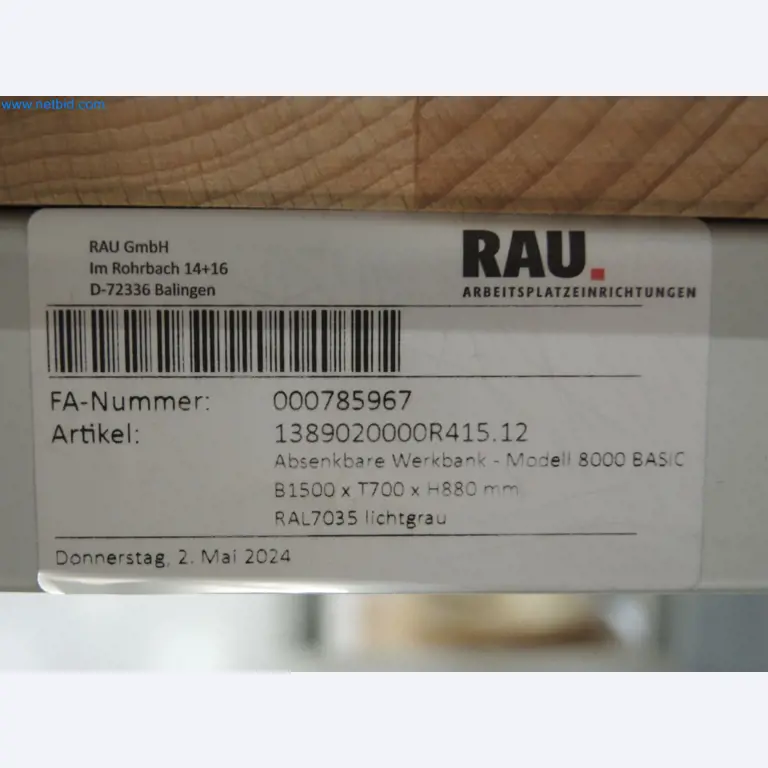 www.netbid.com
RAU GmbH
Im Rohrbach 14+16
D-72336 Balingen
RAU.
ARBEITSPLATZEINRICHTUNGEN
FA-Nummer: 000785967
Artikel: 1389020000R415.12
Absenkbare Werkbank - Modell 8000 BASIC
B1500 x T700 x H880 mm
RAL7035 lichtgrau
Donnerstag, 2. Mai 2024